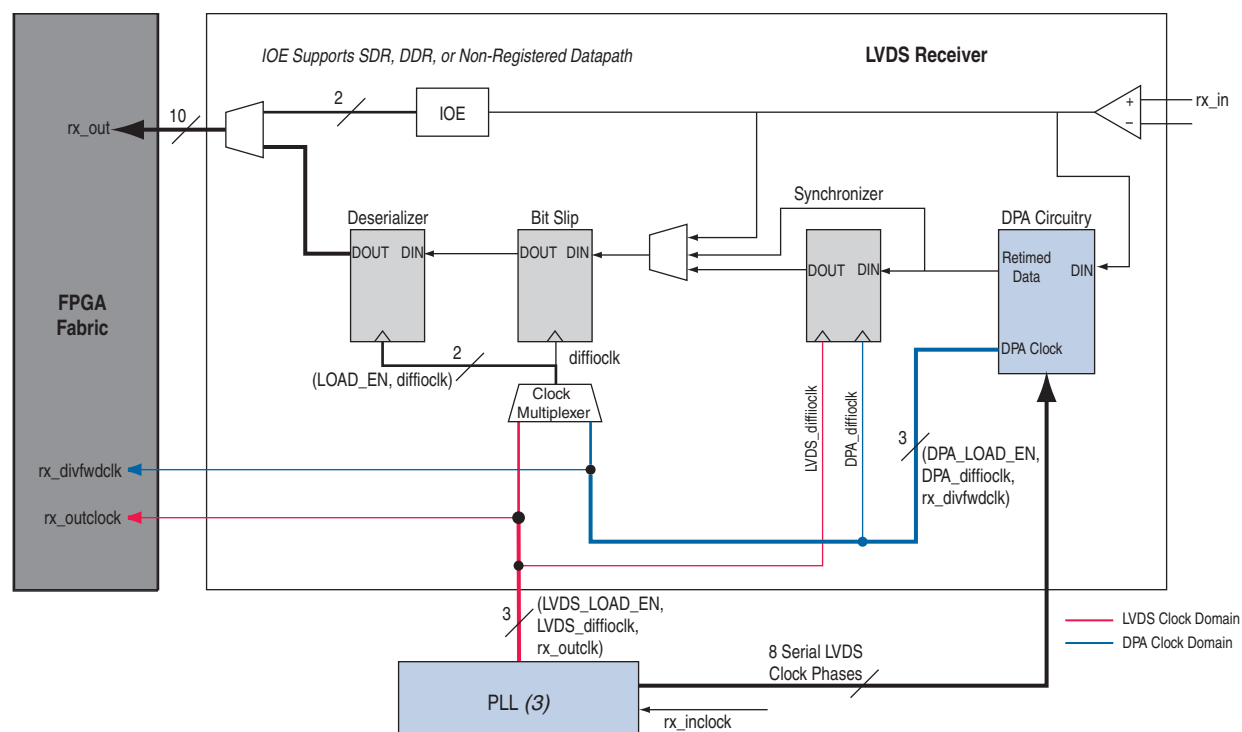 IOE Supports SDR, DDR, or Non-Registered Datapath
LVDS Receiver
rx_in
+
–
2
IOE
10
rx_out
Synchronizer
Deserializer
Bit Slip
DPA Circuitry
DOUT DIN
DOUT DIN
DOUT DIN
Retimed
Data
DIN
DPA Clock
FPGA
Fabric
2
(LOAD_EN, diffioclk)
diffioclk
Clock
Multiplexer
LVDS_diffiioclk
DPA_diffioclk
3
(DPA_LOAD_EN,
DPA_diffioclk,
rx_divfwdclk)
rx_divfwdclk
rx_outclock
3
(LVDS_LOAD_EN,
LVDS_diffioclk,
rx_outclk)
LVDS Clock Domain
DPA Clock Domain
8 Serial LVDS
Clock Phases
PLL (3)
rx_inclock